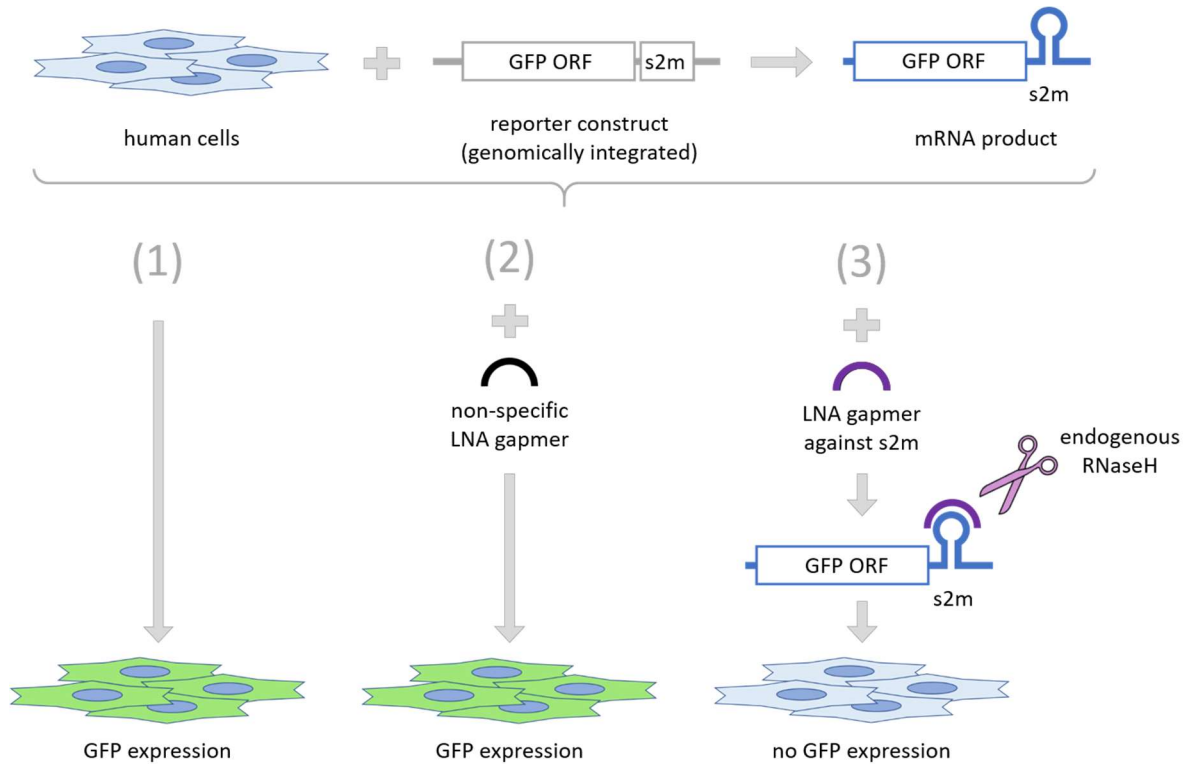 GFP ORF
s2m
GFP ORF
s2m
human cells
reporter construct
(genomically integrated)
mRNA product
(1)
(2)
(3)
non-specific
LNA gapmer
LNA gapmer
against s2m
endogenous
RNaseH
GFP ORF
s2m
GFP expression
GFP expression
no GFP expression